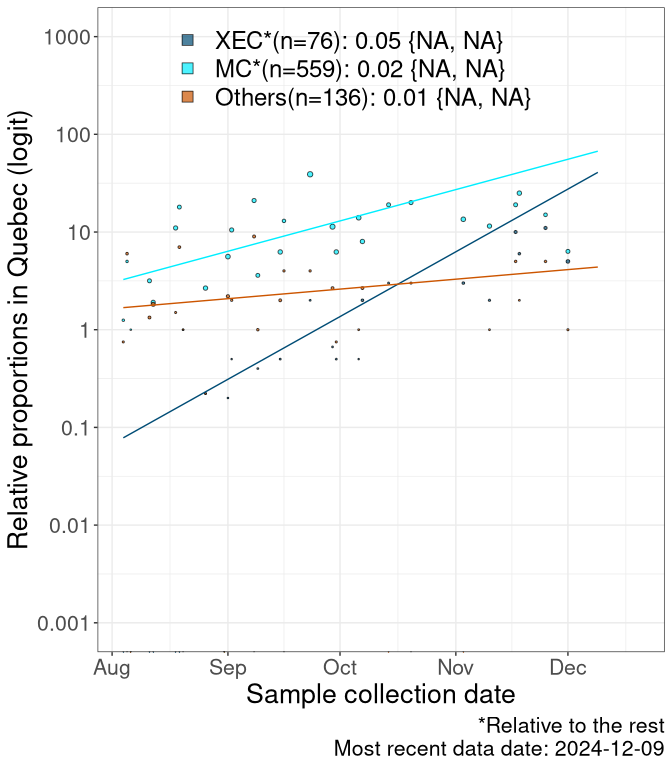 XEC*(n=76): 0.05 {NA, NA}
MC*(n=559): 0.02 {NA, NA}
Others(n=136): 0.01 {NA, NA}
Relative proportions in Quebec (logit)
1000
100
10
1
0.1
0.01
0.001
Aug Sep Oct Nov Dec
Sample collection date
*Relative to the rest
Most recent data date: 2024-12-09